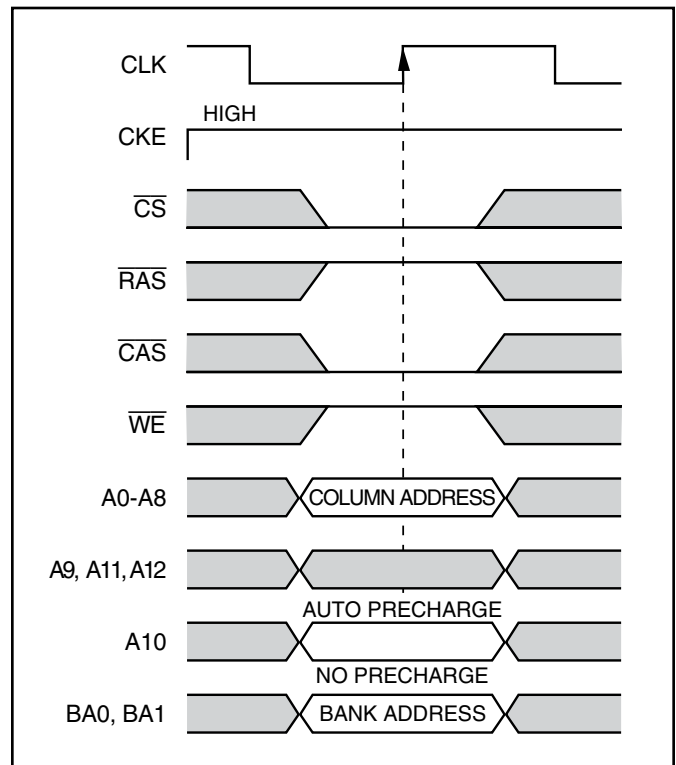 CLK
HIGH
CKE
CS
RAS
CAS
WE
A0-A8 COLUMN ADDRESS
A9, A11, A12
AUTO PRECHARGE
A10
NO PRECHARGE
BA0, BA1 BANK ADDRESS